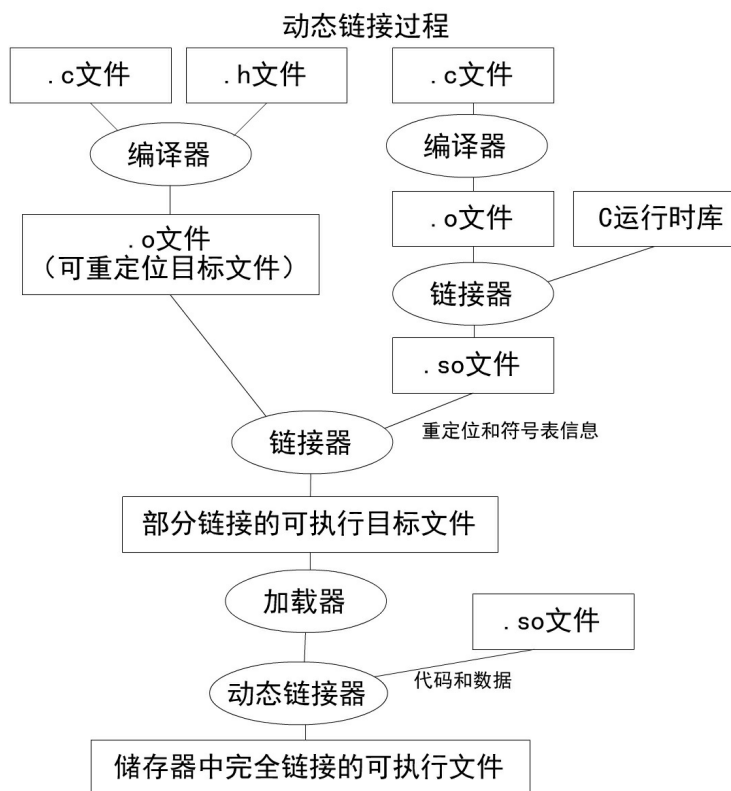 动态链接过程
.c文件
.h文件
.c文件
编译器
编译器
.o文件
（可重定位目标文件）
.o文件
C运行时库
链接器
.so文件
链接器
重定位和符号表信息
部分链接的可执行目标文件
加载器
.so文件
动态链接器
代码和数据
储存器中完全链接的可执行文件